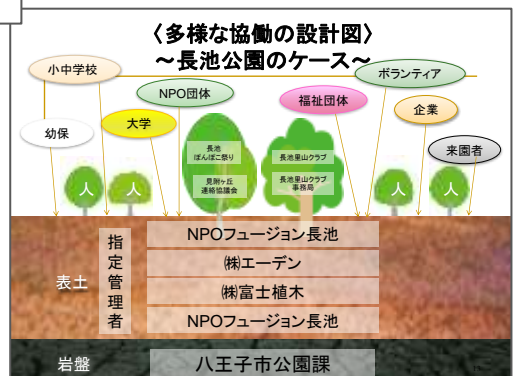 〈多様な協働の設計図〉
～長池公園のケース～
小中学校
ボランティア
NPO団体
福祉団体
企業
大学
幼保
来園者
長池
ぽんぽこ祭り
見附ヶ丘
連絡協議会
長池里山クラブ
長池里山クラブ
事務局
人
人
人
人
表土
指定管理者
NPOフュージョン長池
㈱エーデン
㈱富士植木
NPOフュージョン長池
岩盤
八王子市公園課